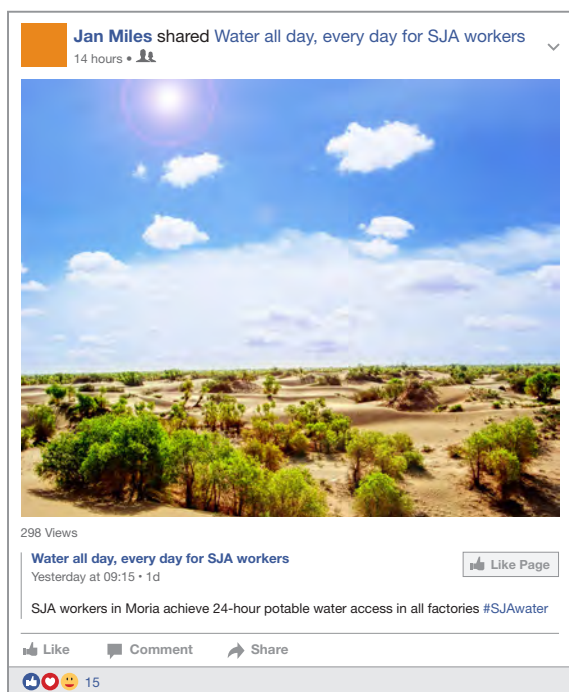 Jan Miles shared Water all day, every day for SJA workers
14 hours •
298 Views
Water all day, every day for SJA workers
Yesterday at 09:15 • 1d
Like Page
SJA workers in Moria achieve 24-hour potable water access in all factories #SJAwater
Like Comment Share
15